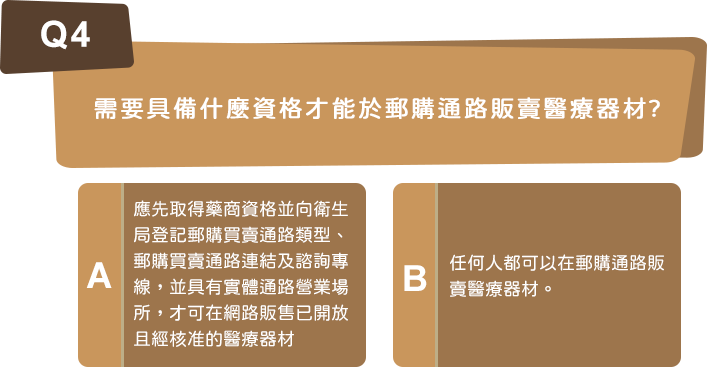 Q4
需要具備什麼資格才能於郵購通路販賣醫療器材?
A
應先取得藥商資格並向衛生
局登記郵購買賣通路類型、
郵購買賣通路連結及諮詢專
線，並具有實體通路營業場
所，才可在網路販售已開放
且經核准的醫療器材
B
任何人都可以在郵購通路販
賣醫療器材。